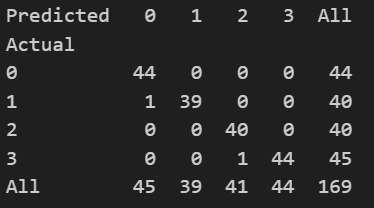 Predicted 0 1 2 3 All
Actual
0 44 0 0 0 44
1 1 39 0 0 40
2 0 0 40 0 40
3 0 0 1 44 45
All 45 39 41 44 169